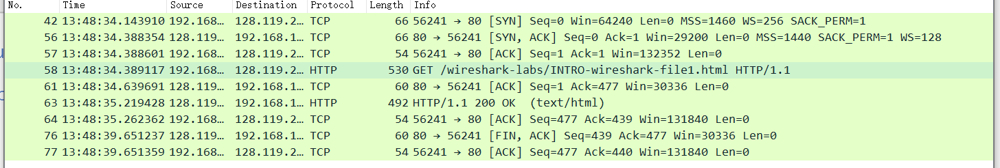 No. Time Source Destination Protocol Length Info
42 13:48:34.143910 192.168… 128.119.2… TCP 66 56241 → 80 [SYN] Seq=0 Win=64240 Len=0 MSS=1460 WS=256 SACK_PERM=1
56 13:48:34.388354 128.119… 192.168.1… TCP 66 80 → 56241 [SYN, ACK] Seq=0 Ack=1 Win=29200 Len=0 MSS=1440 SACK_PERM=1 WS=128
57 13:48:34.388601 192.168… 128.119.2… TCP 54 56241 → 80 [ACK] Seq=1 Ack=1 Win=132352 Len=0
58 13:48:34.389117 192.168… 128.119.2… HTTP 530 GET /wireshark-labs/INTRO-wireshark-file1.html HTTP/1.1
61 13:48:34.639691 128.119… 192.168.1… TCP 60 80 → 56241 [ACK] Seq=1 Ack=477 Win=30336 Len=0
63 13:48:35.219428 128.119… 192.168.1… HTTP 492 HTTP/1.1 200 OK (text/html)
64 13:48:35.262362 192.168… 128.119.2… TCP 54 56241 → 80 [ACK] Seq=477 Ack=439 Win=131840 Len=0
76 13:48:39.651237 128.119… 192.168.1… TCP 60 80 → 56241 [FIN, ACK] Seq=439 Ack=477 Win=30336 Len=0
77 13:48:39.651359 192.168… 128.119.2… TCP 54 56241 → 80 [ACK] Seq=477 Ack=440 Win=131840 Len=0